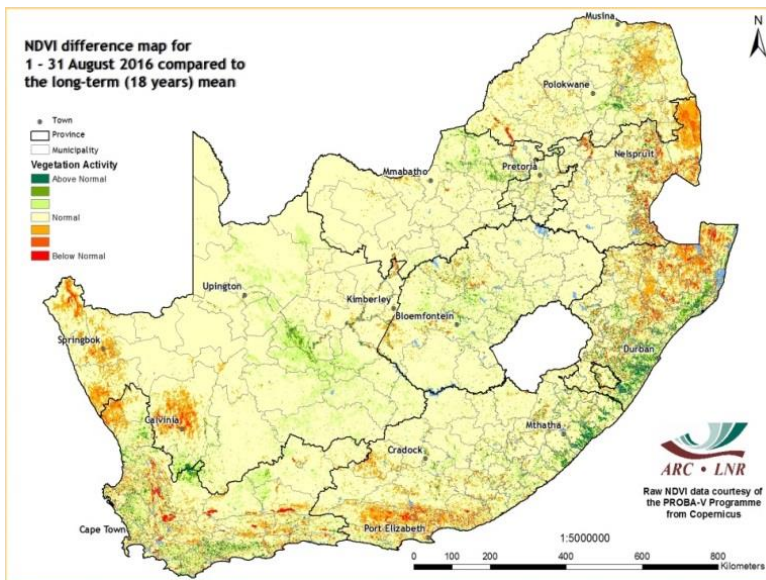 NDVI difference map for
1 - 31 August 2016 compared to
the long-term (18 years) mean
Town
Province
Municipality
Vegetation Activity
Above Normal
Normal
Below Normal
N
Musina
Polokwane
Nelspruit
Pretoria
Mmabatho
Upington
Kimberley
Bloemfontein
Springbok
Durban
Calvinia
Mthatha
Cradock
Cape Town
Port Elizabeth
ARC • LNR
Raw NDVI data courtesy of
the PROBA-V Programme
from Copernicus
1:5000000
0 100 200 400 600 800
Kilometers